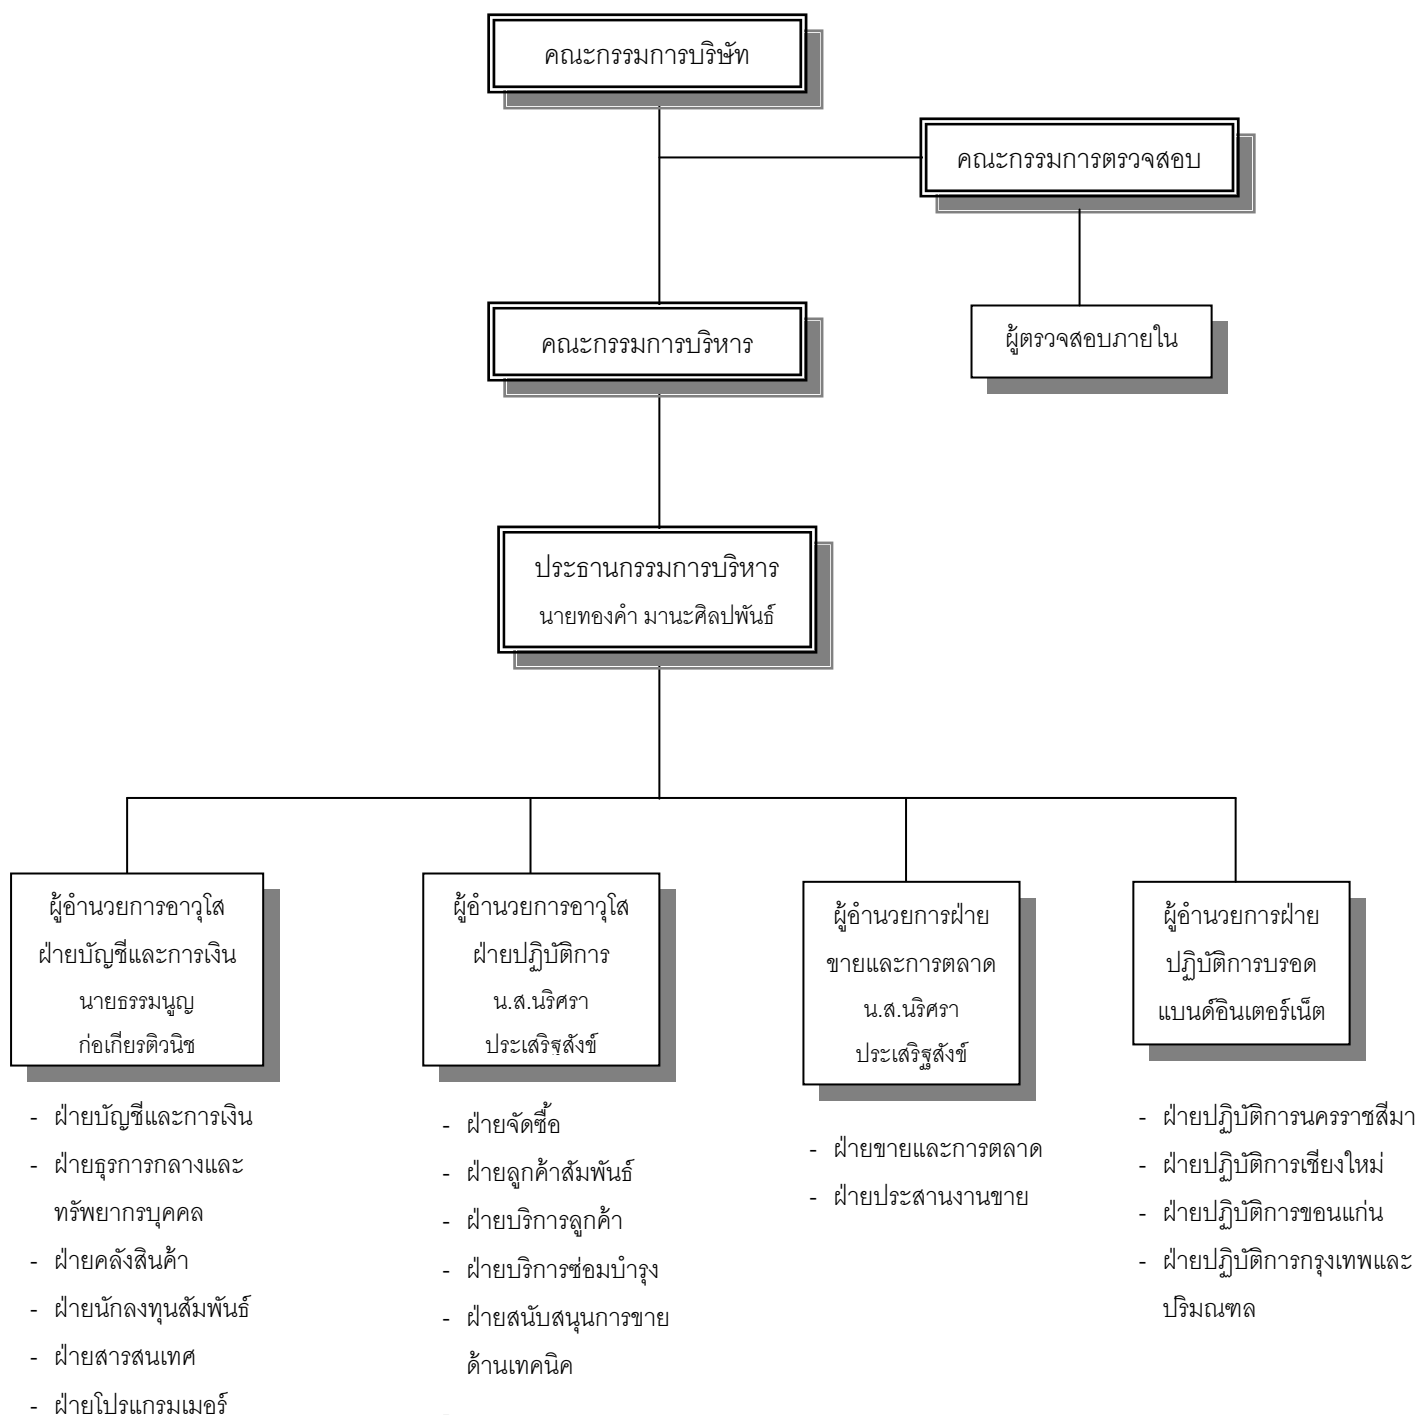 คณะกรรมการบริษัท
คณะกรรมการตรวจสอบ
คณะกรรมการบริหาร
ผู้ตรวจสอบภายใน
ประธานกรรมการบริหาร
นายทองคำ มานะศิลปพันธ์
ผู้อำนวยการอาวุโส
ฝ่ายบัญชีและการเงิน
นายธรรมนูญ
ก่อเกียรติวนิช
ผู้อำนวยการอาวุโส
ฝ่ายปฏิบัติการ
น.ส.นริศรา
ประเสริฐสังข์
ผู้อำนวยการฝ่าย
ขายและการตลาด
น.ส.นริศรา
ประเสริฐสังข์
ผู้อำนวยการฝ่าย
ปฏิบัติการบรอด
แบนด์อินเตอร์เน็ต
- ฝ่ายบัญชีและการเงิน
- ฝ่ายธุรการกลางและ
ทรัพยากรบุคคล
- ฝ่ายคลังสินค้า
- ฝ่ายนักลงทุนสัมพันธ์
- ฝ่ายสารสนเทศ
- ฝ่ายโปรแกรมเมอร์
- ฝ่ายจัดซื้อ
- ฝ่ายลูกค้าสัมพันธ์
- ฝ่ายบริการลูกค้า
- ฝ่ายบริการซ่อมบำรุง
- ฝ่ายสนับสนุนการขาย
ด้านเทคนิค
- ฝ่ายขายและการตลาด
- ฝ่ายประสานงานขาย
- ฝ่ายปฏิบัติการนครราชสีมา
- ฝ่ายปฏิบัติการเชียงใหม่
- ฝ่ายปฏิบัติการขอนแก่น
- ฝ่ายปฏิบัติการกรุงเทพและ
ปริมณฑล